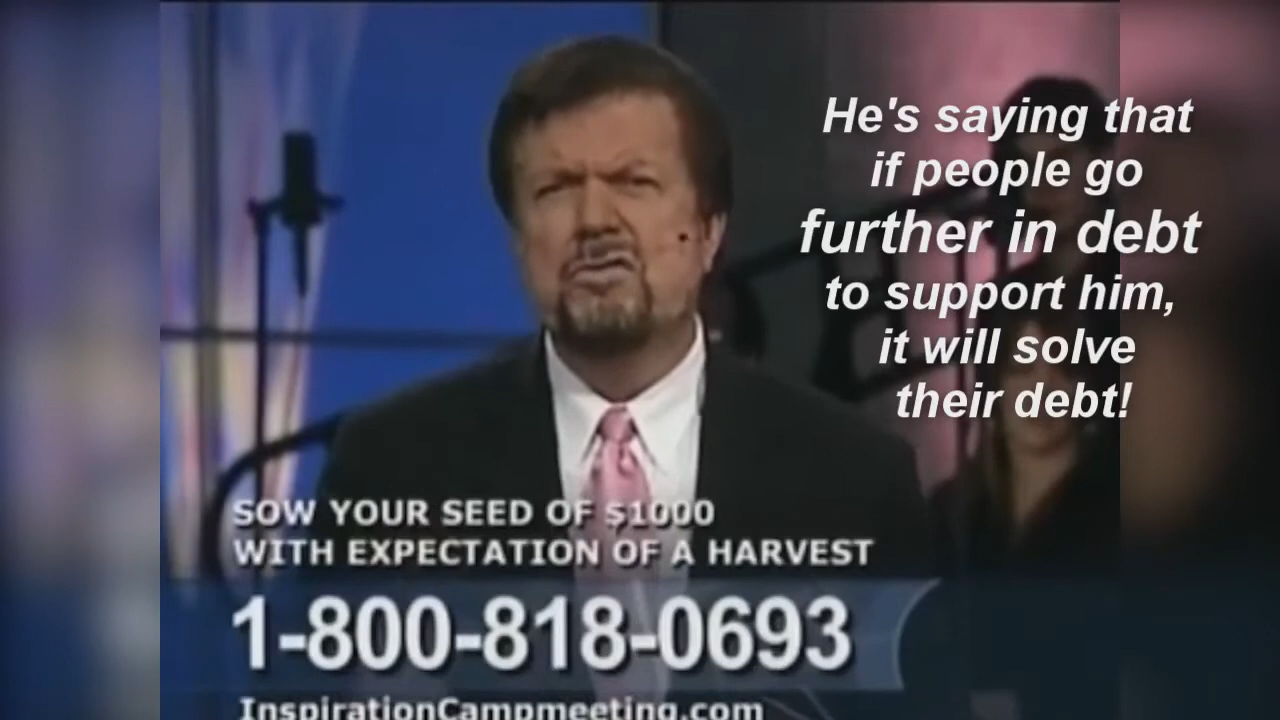 He's saying that
if people go
further in debt
to support him,
it will solve
their debt!
SOW YOUR SEED OF $1000
WITH EXPECTATION OF A HARVEST
1-800-818-0693
InspirationCampmeeting.com